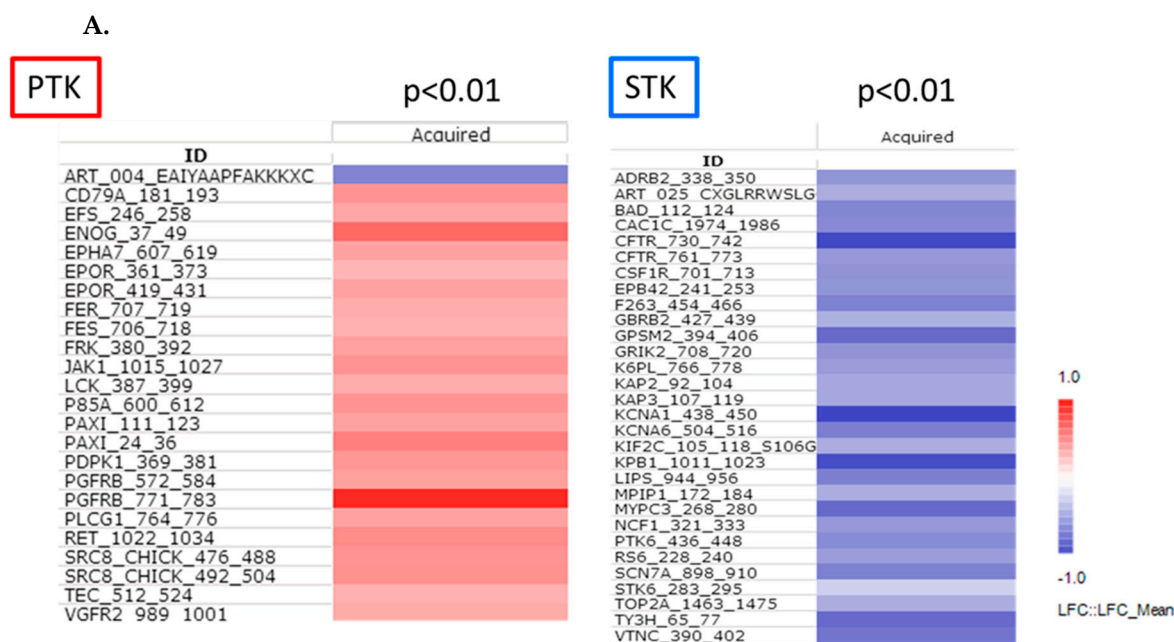 A.
PTK
p<0.01
Acquired
ID
ART_004_EAIYAAPFAKKKXC
CD79A_181_193
EFS_246_258
ENOG_37_49
EPHA7_607_619
EPOR_361_373
EPOR_419_431
FER_707_719
FES_706_718
FRK_380_392
JAK1_1015_1027
LCK_387_399
P85A_600_612
PAXI_111_123
PAXI_24_36
PDPK1_369_381
PGFRB_572_584
PGFRB_771_783
PLCG1_764_776
RET_1022_1034
SRC8_CHICK_476_488
SRC8_CHICK_492_504
TEC_512_524
VGFR2_989_1001
STK
p<0.01
Acquired
ID
ADRB2_338_350
ART_025_CXGLRRWSLG
BAD_112_124
CAC1C_1974_1986
CFTR_730_742
CFTR_761_773
CSF1R_701_713
EPB42_241_253
F263_454_466
GBRB2_427_439
GPSM2_394_406
GRIK2_708_720
K6PL_766_778
KAP2_92_104
KAP3_107_119
KCNA1_438_450
KCNA6_504_516
KIF2C_105_118_S106G
KPB1_1011_1023
LIPS_944_956
MPIP1_172_184
MYPC3_268_280
NCF1_321_333
PTK6_436_448
RS6_228_240
SCN7A_898_910
STK6_283_295
TOP2A_1463_1475
TY3H_65_77
VTNC_390_402
1.0
-1.0
LFC::LFC_Mean